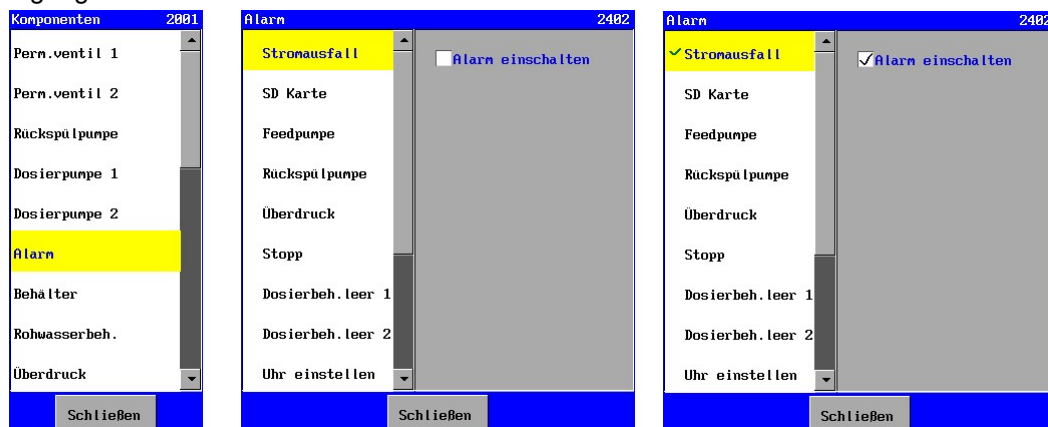 Komponenten 2001
Perm.ventil 1
Perm.ventil 2
Rückspülpumpe
Dosierpumpe 1
Dosierpumpe 2
Alarm
Behälter
Rohwasserbeh.
Überdruck
Schließen
Alarm 2402
Stromausfall
Alarm einschalten
SD Karte
Feedpumpe
Rückspülpumpe
Überdruck
Stopp
Dosierbeh.leer 1
Dosierbeh.leer 2
Uhr einstellen
Schließen
Alarm 2402
Stromausfall
Alarm einschalten
SD Karte
Feedpumpe
Rückspülpumpe
Überdruck
Stopp
Dosierbeh.leer 1
Dosierbeh.leer 2
Uhr einstellen
Schließen